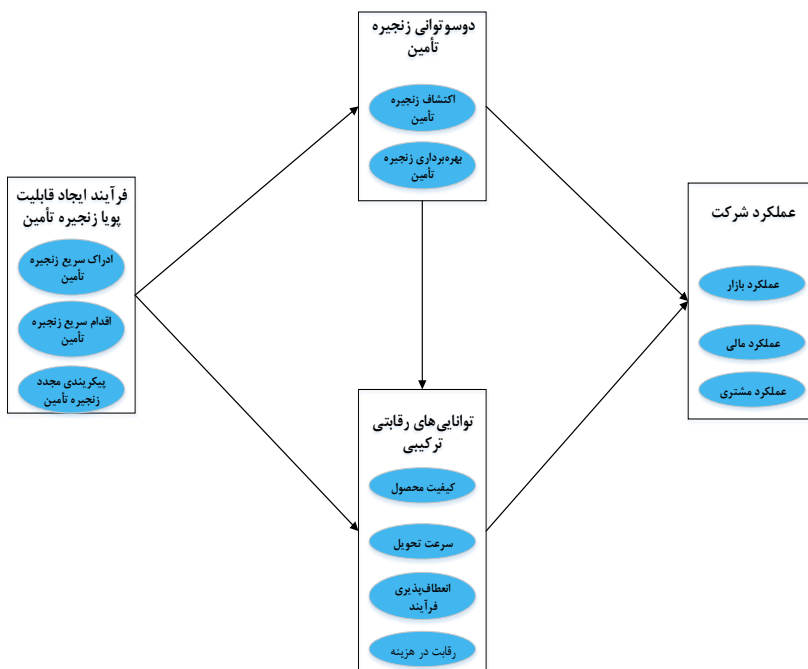 دوسوتوانی زنجیره
تأمین
اکتشاف زنجیره
تأمین
بهره‌برداری زنجیره
تأمین
فرآیند ایجاد قابلیت
پویا زنجیره تأمین
ادراک سریع زنجیره
تأمین
اقدام سریع زنجیره
تأمین
پیکربندی مجدد
زنجیره تأمین
عملکرد شرکت
عملکرد بازار
عملکرد مالی
عملکرد مشتری
توانایی‌های رقابتی
ترکیبی
کیفیت محصول
سرعت تحویل
انعطاف‌پذیری
فرآیند
رقابت در هزینه